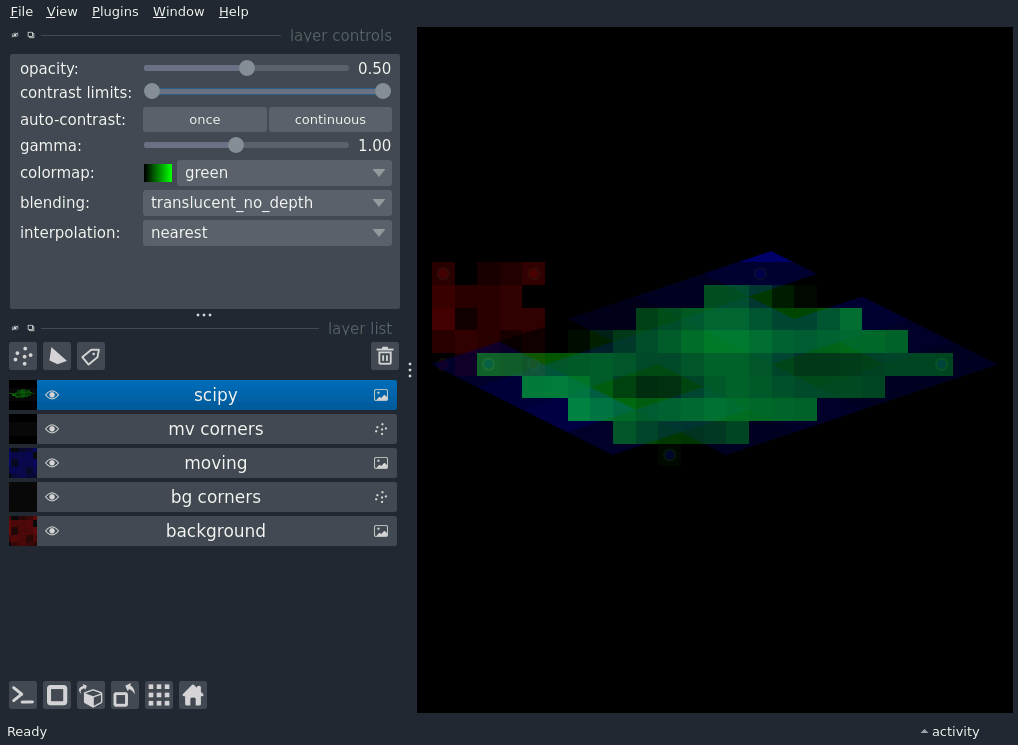 File View Plugins Window Help
layer controls
opacity: 0.50
contrast limits:
auto-contrast: once continuous
gamma: 1.00
colormap: green
blending: translucent_no_depth
interpolation: nearest
layer list
scipy
mv corners
moving
bg corners
background
Ready activity